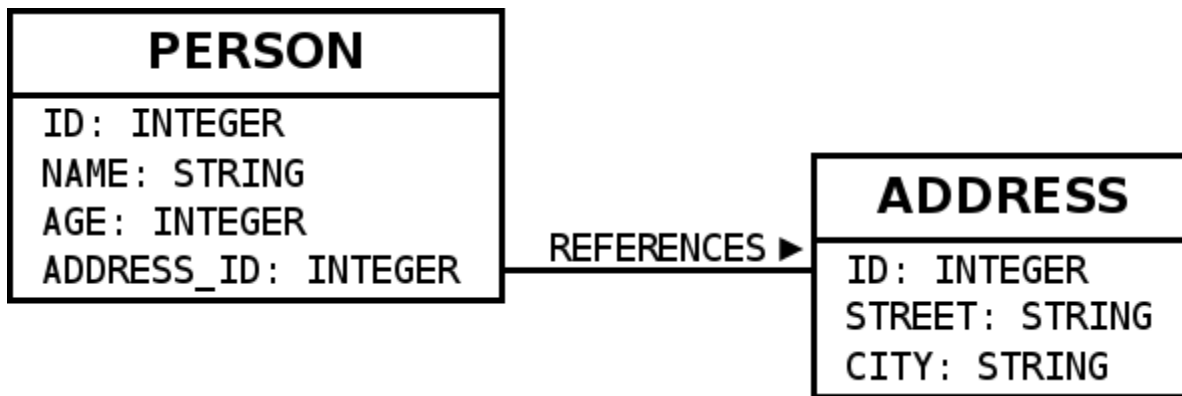 PERSON
ID: INTEGER
NAME: STRING
AGE: INTEGER
ADDRESS_ID: INTEGER
REFERENCES ►
ADDRESS
ID: INTEGER
STREET: STRING
CITY: STRING